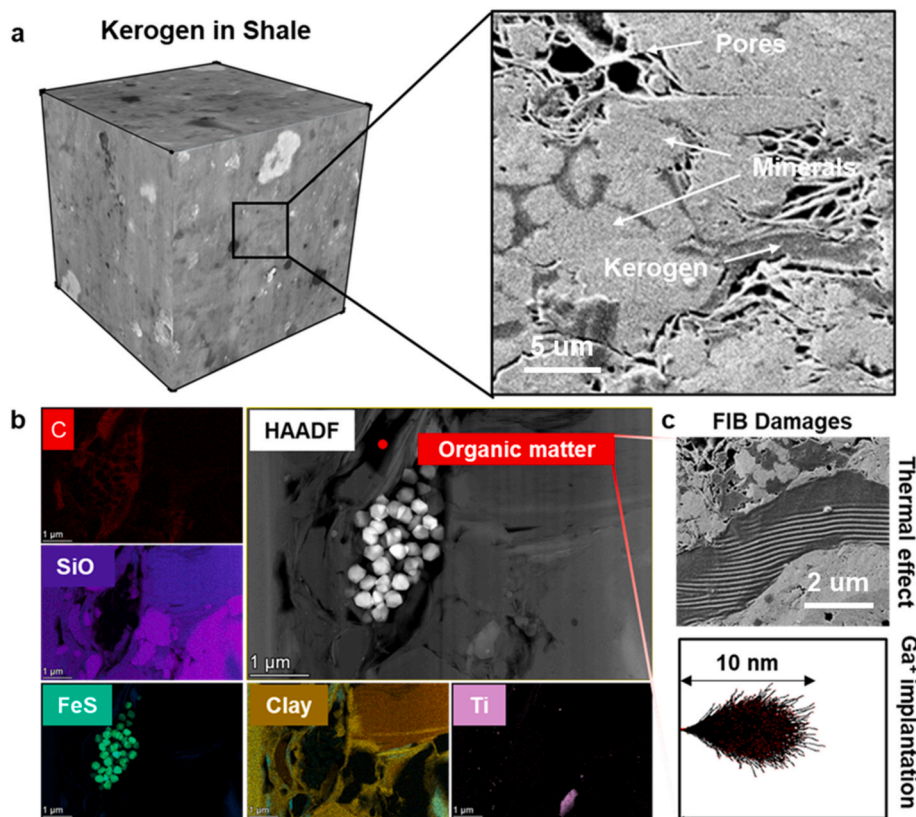 a
Kerogen in Shale
Pores
Minerals
Kerogen
5 um
b
C
1 µm
SiO
1 µm
FeS
1 µm
HAADF
Organic matter
1 µm
Clay
1 µm
Ti
1 µm
c
FIB Damages
2 um
Thermal effect
10 nm
Ga⁺ implantation